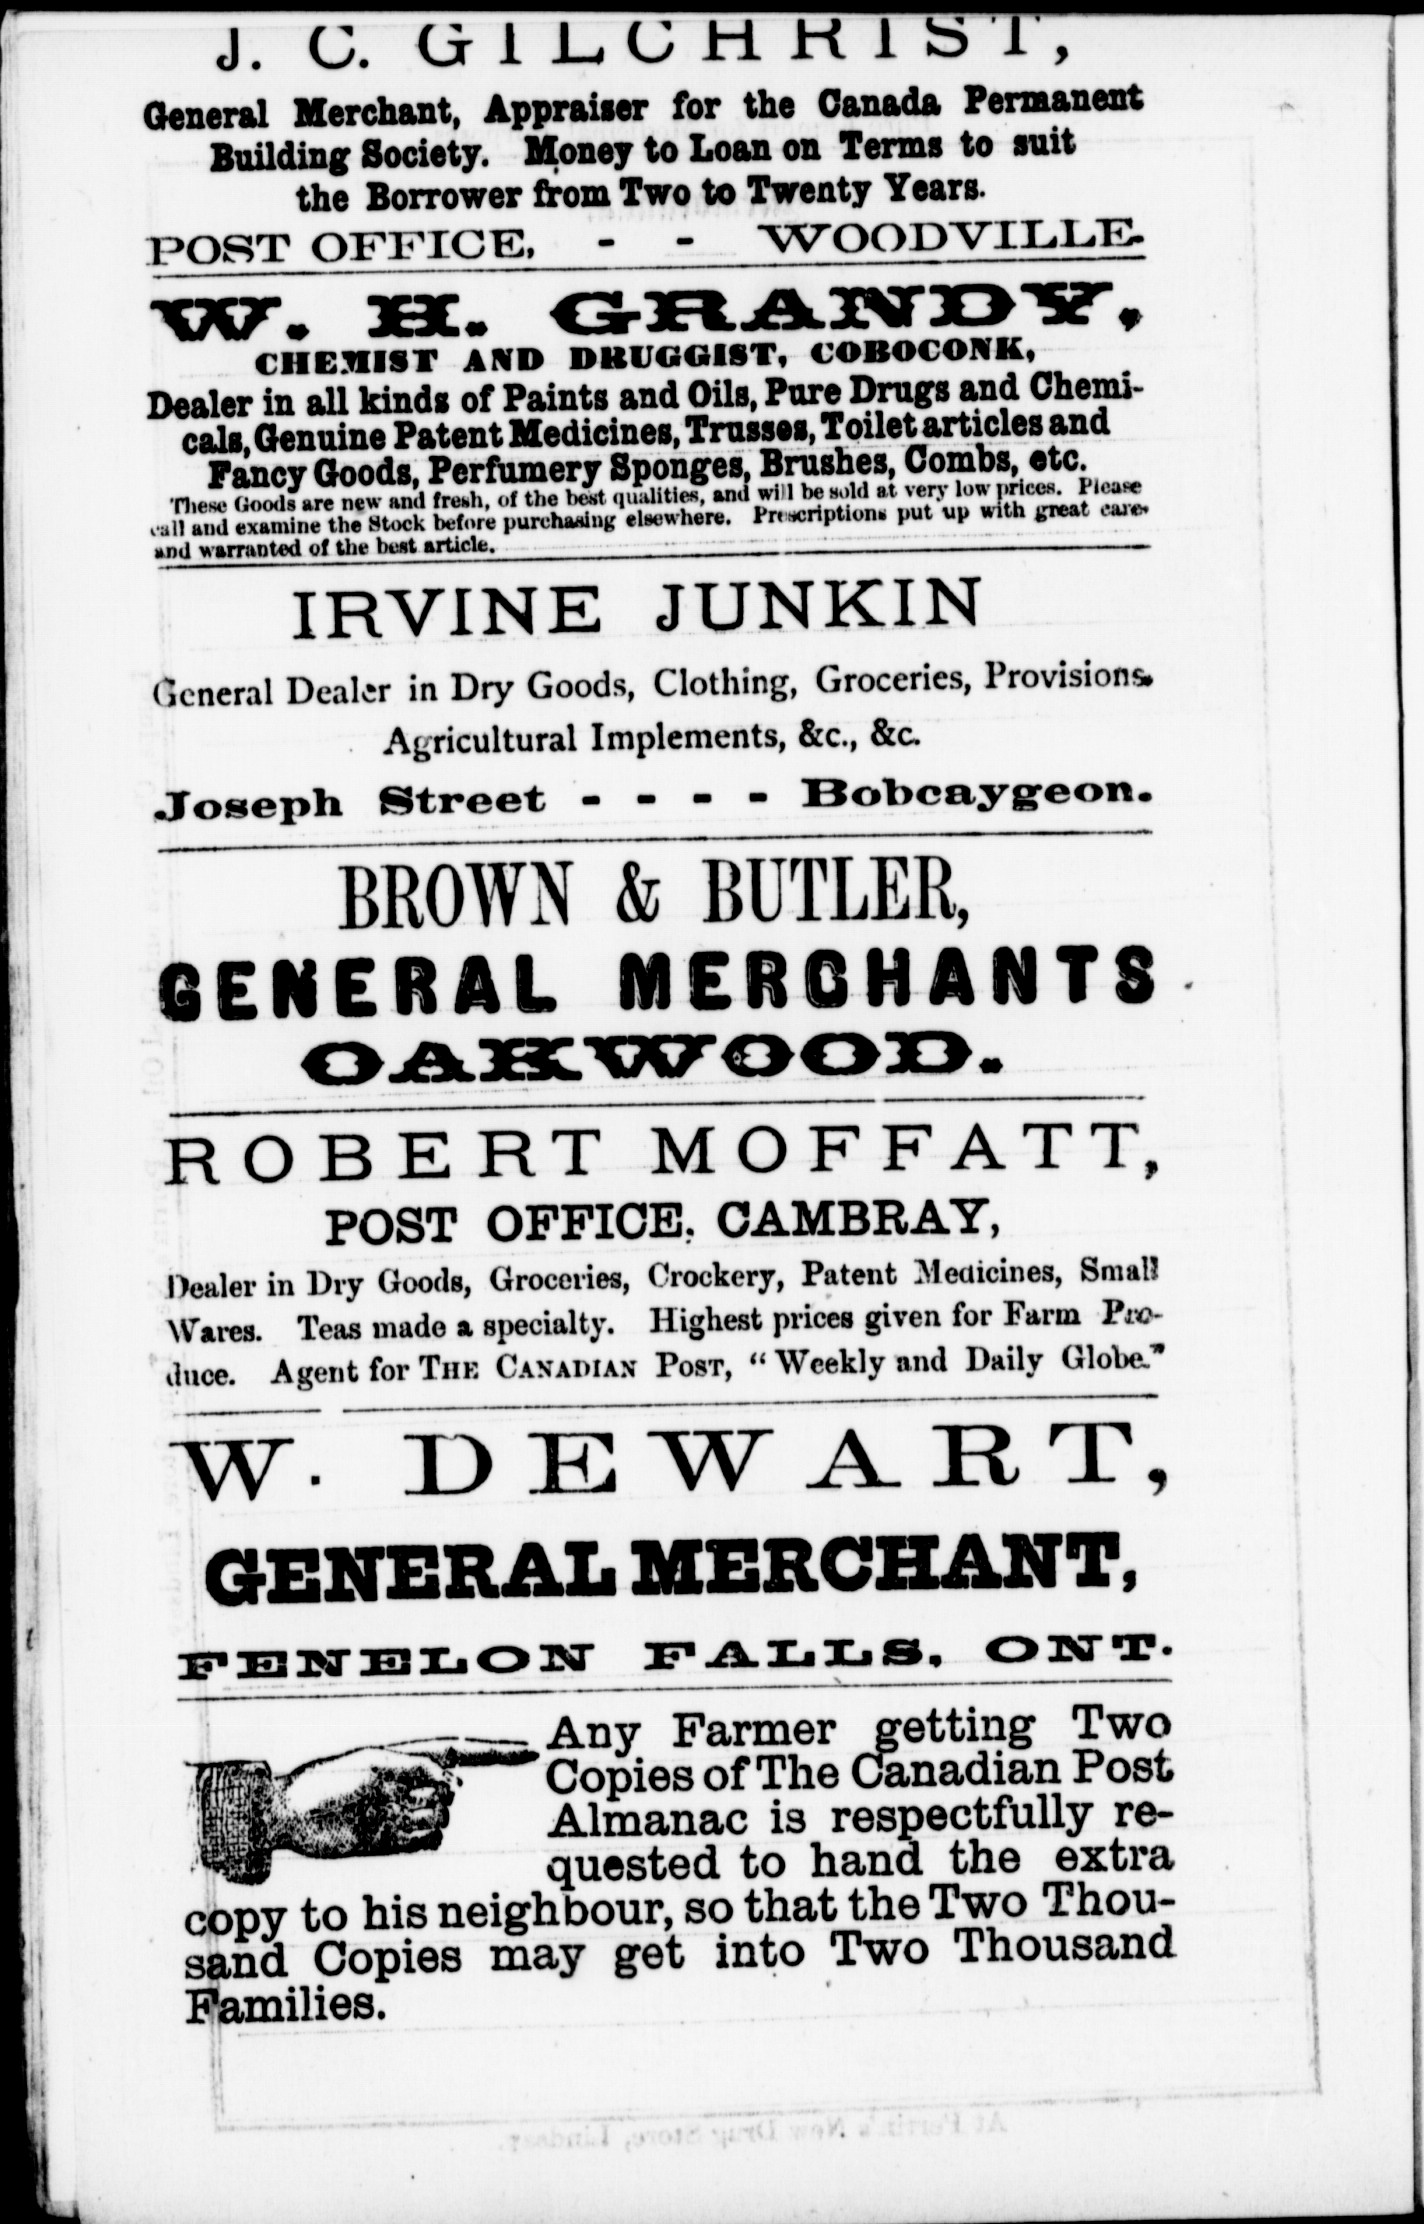 J. C. GILCHRIST,
General Merchant, Appraiser for the Canada Permanent
Building Society. Money to Loan on Terms to suit
the Borrower from Two to Twenty Years.
POST OFFICE, - - WOODVILLE.
W. H. GRANDY,
CHEMIST AND DRUGGIST, COBOCONK,
Dealer in all kinds of Paints and Oils, Pure Drugs and Chemi-
cals, Genuine Patent Medicines, Trusses, Toilet articles and
Fancy Goods, Perfumery Sponges, Brushes, Combs, etc.
These Goods are new and fresh, of the best qualities, and will be sold at very low prices. Please
call and examine the Stock before purchasing elsewhere. Prescriptions put up with great care,
and warranted of the best article.
IRVINE JUNKIN
General Dealer in Dry Goods, Clothing, Groceries, Provisions,
Agricultural Implements, &c., &c.
Joseph Street - - - - Bobcaygeon.
BROWN & BUTLER,
GENERAL MERCHANTS
OAKWOOD.
ROBERT MOFFATT,
POST OFFICE, CAMBRAY,
Dealer in Dry Goods, Groceries, Crockery, Patent Medicines, Small
Wares. Teas made a specialty. Highest prices given for Farm Pro-
duce. Agent for THE CANADIAN POST, "Weekly and Daily Globe."
W. DEWART,
GENERAL MERCHANT,
FENELON FALLS, ONT.
Any Farmer getting Two
Copies of The Canadian Post
Almanac is respectfully re-
quested to hand the extra
copy to his neighbour, so that the Two Thou-
sand Copies may get into Two Thousand
Families.